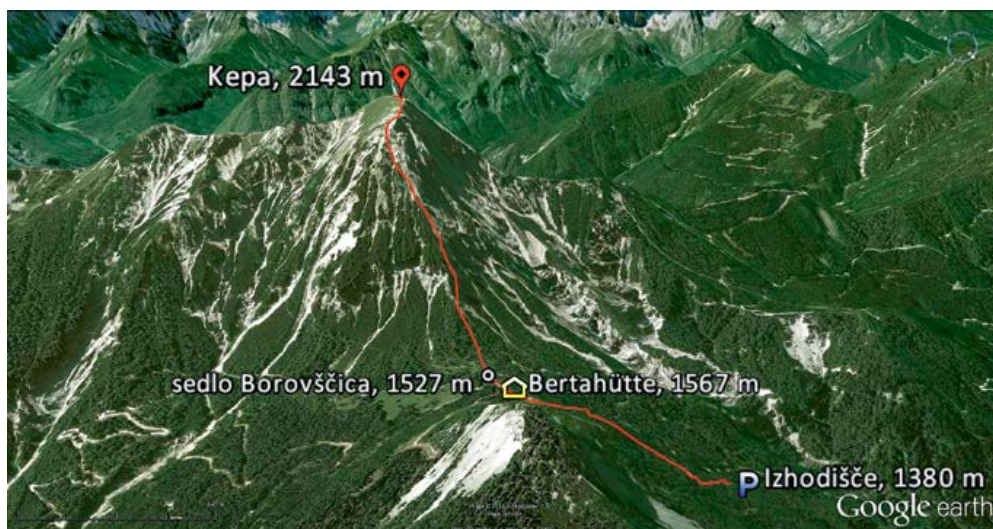 Kepa, 2143 m
sedlo Borovščica, 1527 m
Bertahütte, 1567 m
P Izhodišče, 1380 m
Google earth